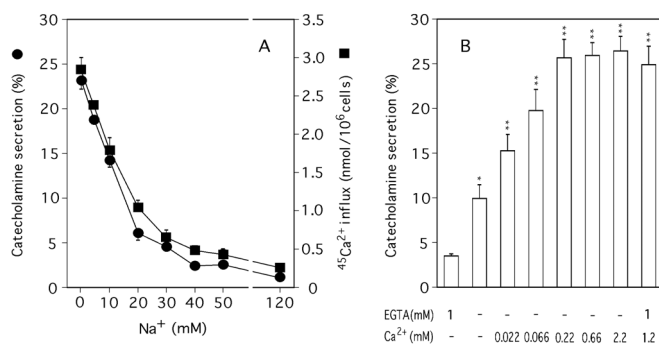 30
25
20
15
10
5
0
Catecholamine secretion (%)
A
3.5
3.0
2.5
2.0
1.5
1.0
0.5
0
45Ca2+ influx (nmol/106 cells)
0 10 20 30 40 50 120
Na+ (mM)
B
30
25
20
15
10
5
0
Catecholamine secretion (%)
* ** ** ** ** ** **
EGTA(mM) 1 – – – – – – 1
Ca2+(mM) – – 0.022 0.066 0.22 0.66 2.2 1.2